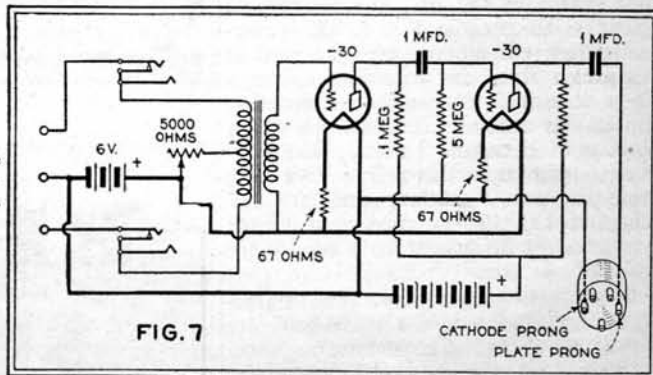 1 MFD.
1 MFD.
-30
-30
5000
OHMS
.1 MEG
.5 MEG
6 V.
+
67 OHMS
67 OHMS
+
FIG. 7
CATHODE PRONG
PLATE PRONG